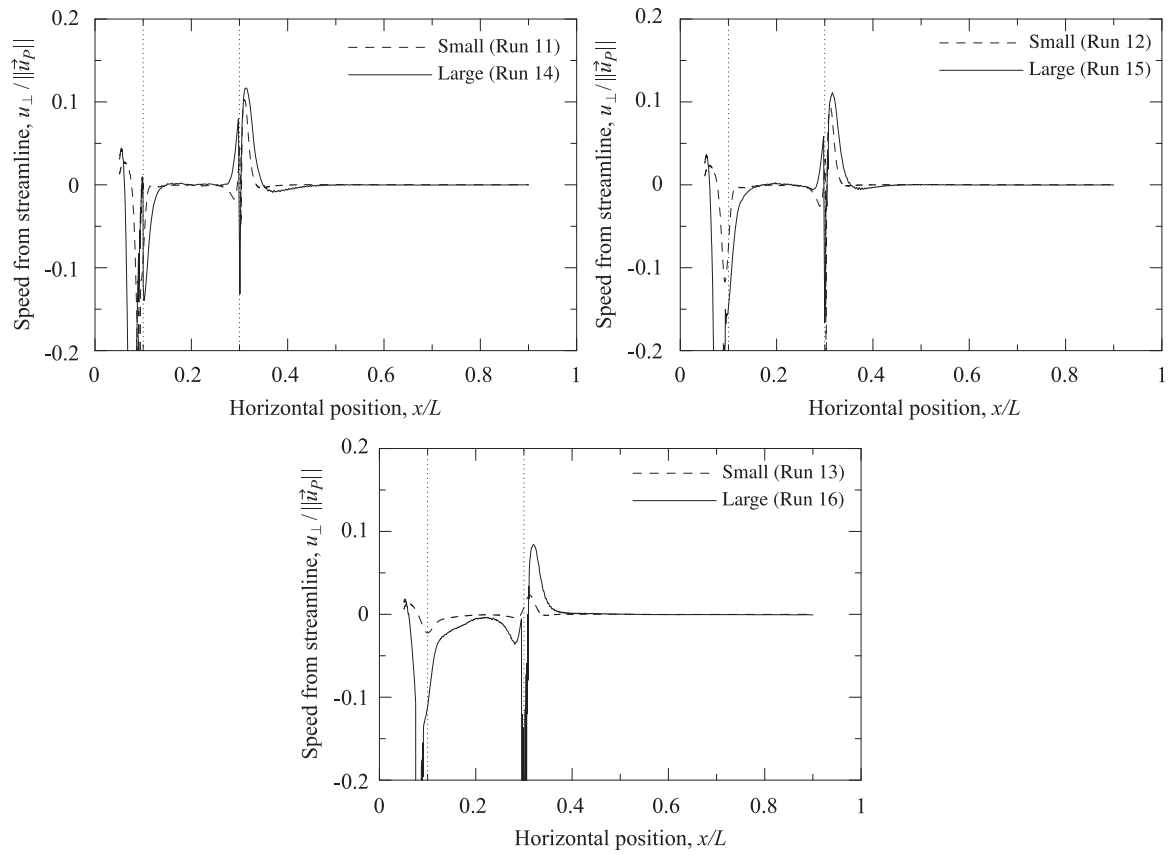 0.2
0.1
0
-0.1
-0.2
Speed from streamline, u⊥/||u⃗P||
Small (Run 11)
Large (Run 14)
0 0.2 0.4 0.6 0.8 1
Horizontal position, x/L
0.2
0.1
0
-0.1
-0.2
Speed from streamline, u⊥/||u⃗P||
Small (Run 12)
Large (Run 15)
0 0.2 0.4 0.6 0.8 1
Horizontal position, x/L
0.2
0.1
0
-0.1
-0.2
Speed from streamline, u⊥/||u⃗P||
Small (Run 13)
Large (Run 16)
0 0.2 0.4 0.6 0.8 1
Horizontal position, x/L